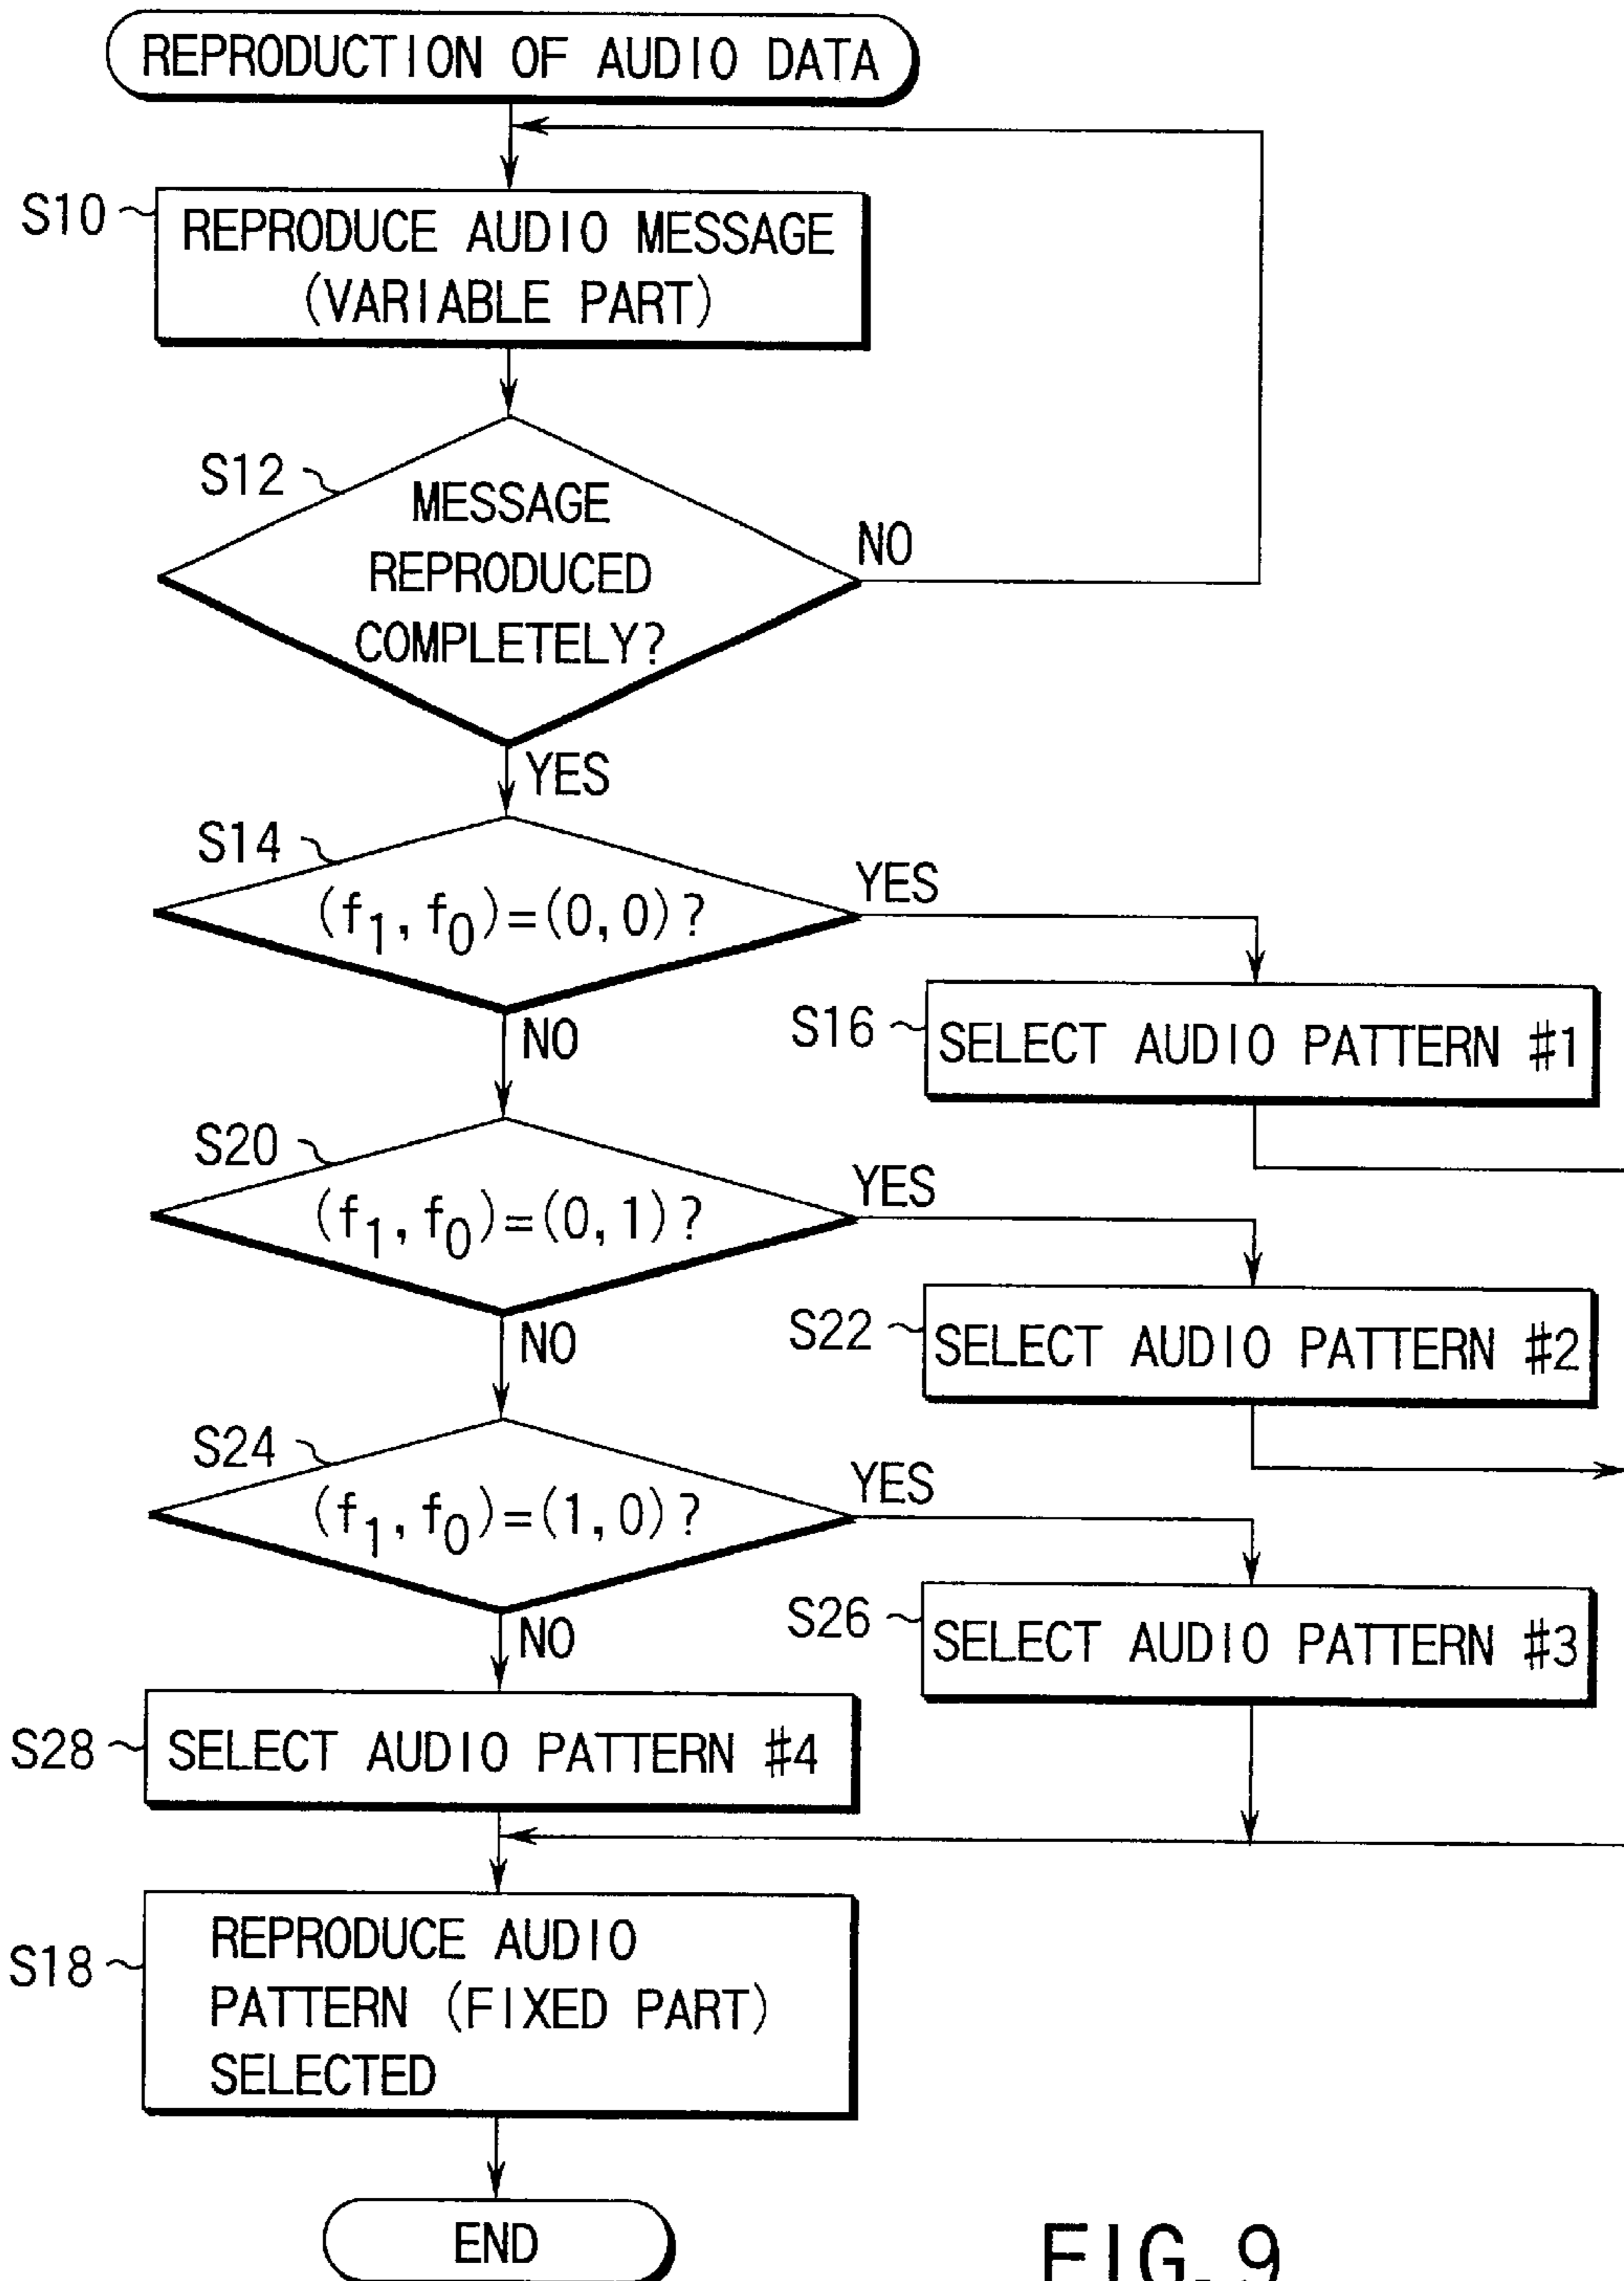 REPRODUCTION OF AUDIO DATA
S10
REPRODUCE AUDIO MESSAGE
(VARIABLE PART)
S12
MESSAGE
REPRODUCED
COMPLETELY?
NO
YES
S14
(f1, f0)=(0, 0)?
YES
NO
S16
SELECT AUDIO PATTERN #1
S20
(f1, f0)=(0, 1)?
YES
NO
S22
SELECT AUDIO PATTERN #2
S24
(f1, f0)=(1, 0)?
YES
NO
S26
SELECT AUDIO PATTERN #3
S28
SELECT AUDIO PATTERN #4
S18
REPRODUCE AUDIO
PATTERN (FIXED PART)
SELECTED
END
FIG. 9